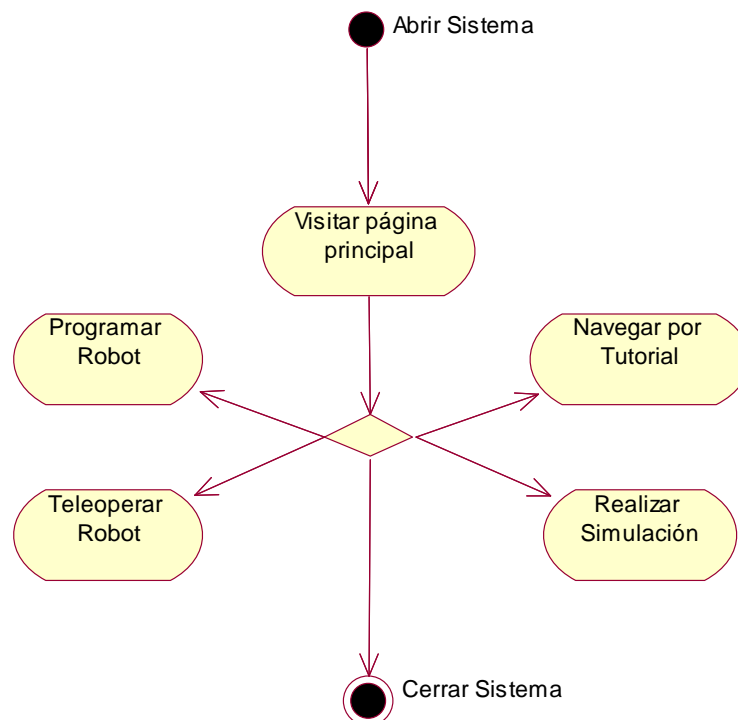 Abrir Sistema
Visitar página
principal
Programar
Robot
Navegar por
Tutorial
Teleoperar
Robot
Realizar
Simulación
Cerrar Sistema